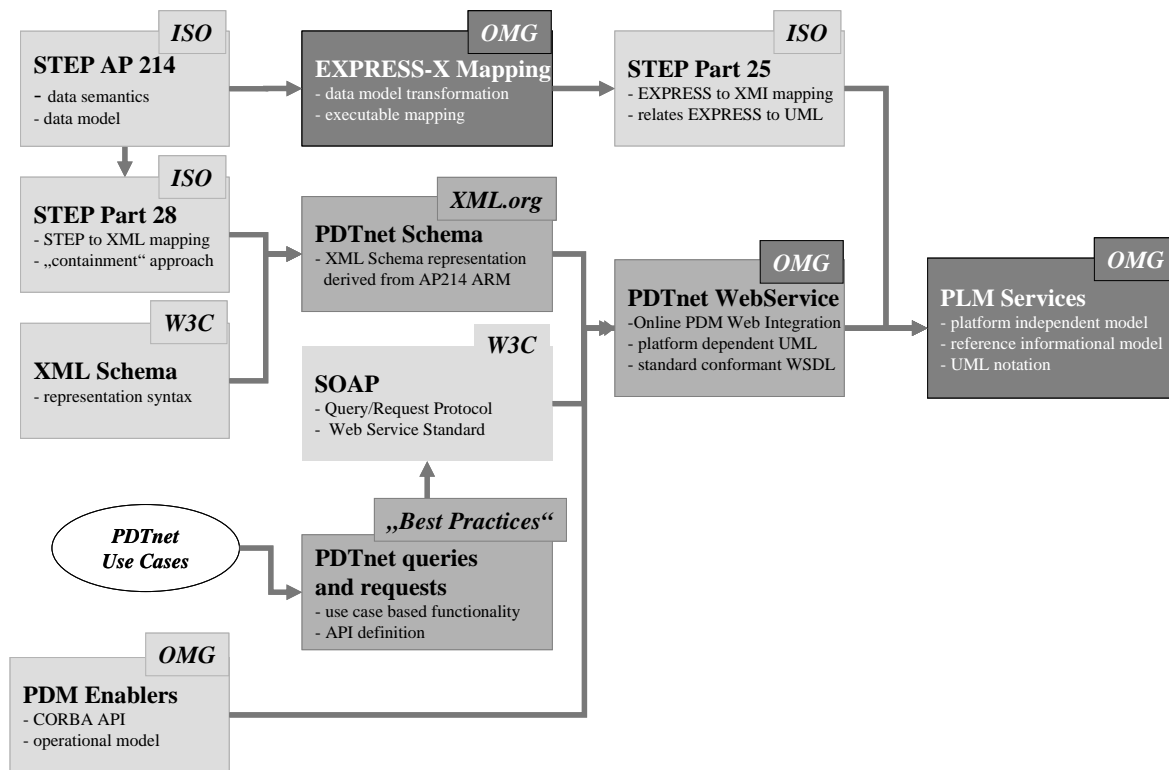 ISO
STEP AP 214
- data semantics
- data model
OMG
EXPRESS-X Mapping
- data model transformation
- executable mapping
ISO
STEP Part 25
- EXPRESS to XMI mapping
- relates EXPRESS to UML
ISO
STEP Part 28
- STEP to XML mapping
- „containment“ approach
XML.org
PDTnet Schema
- XML Schema representation
derived from AP214 ARM
OMG
PDTnet WebService
-Online PDM Web Integration
- platform dependent UML
- standard conformant WSDL
OMG
PLM Services
- platform independent model
- reference informational model
- UML notation
W3C
XML Schema
- representation syntax
W3C
SOAP
- Query/Request Protocol
- Web Service Standard
PDTnet
Use Cases
„Best Practices“
PDTnet queries
and requests
- use case based functionality
- API definition
OMG
PDM Enablers
- CORBA API
- operational model